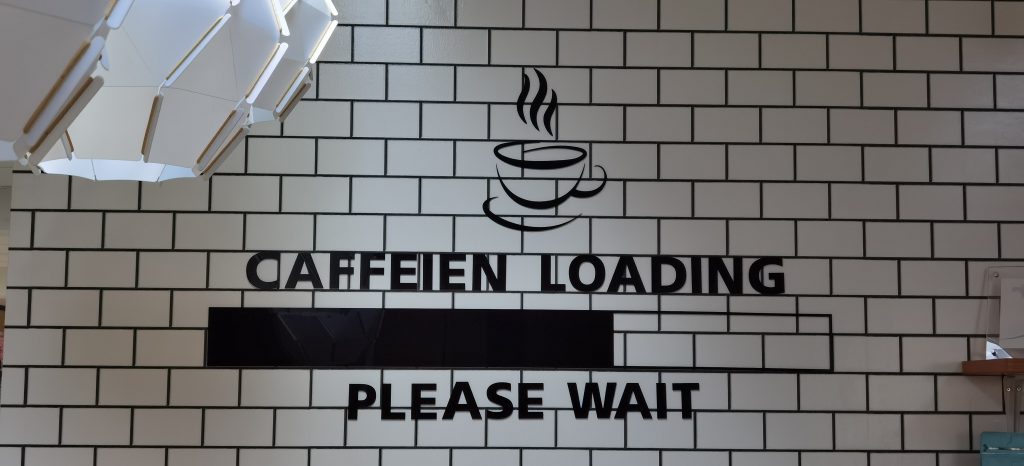 CAFFEIEN LOADING
PLEASE WAIT